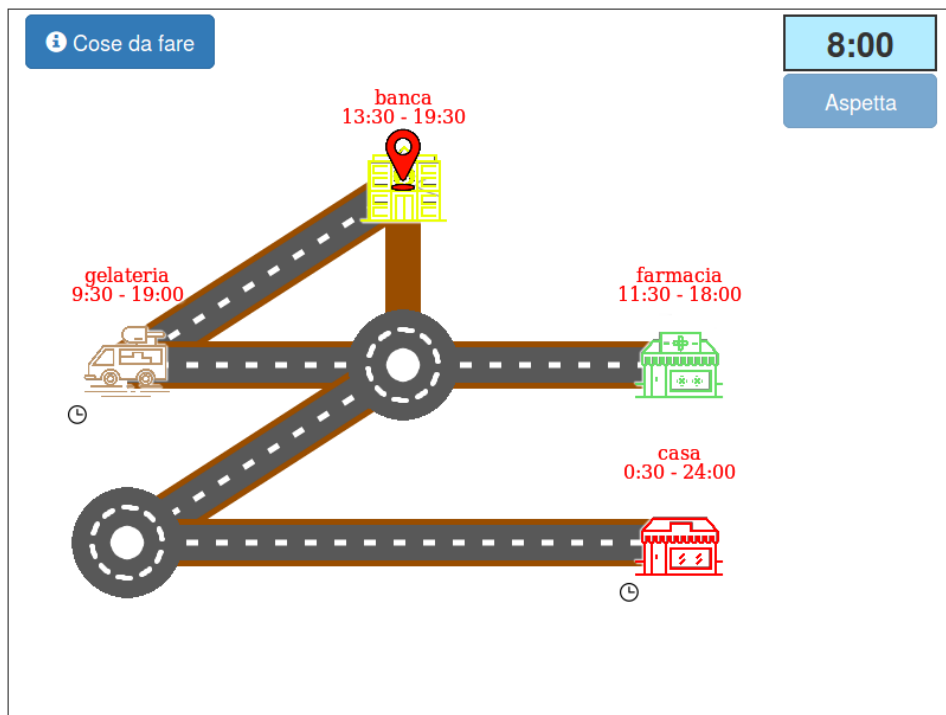 Cose da fare
8:00
Aspetta
banca
13:30 - 19:30
gelateria
9:30 - 19:00
farmacia
11:30 - 18:00
casa
0:30 - 24:00